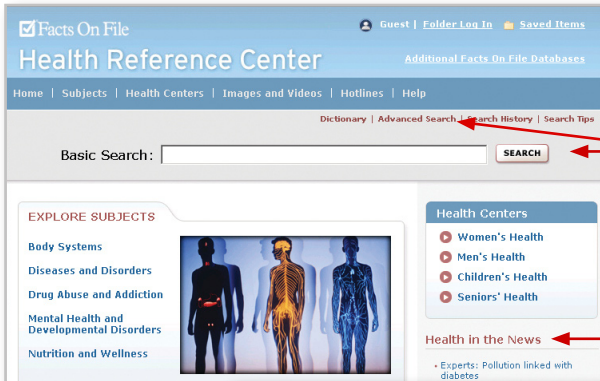 Facts On File
Guest | Folder Log In Saved Items
Health Reference Center
Additional Facts On File Databases
Home | Subjects | Health Centers | Images and Videos | Hotlines | Help
Dictionary | Advanced Search | Search History | Search Tips
Basic Search: SEARCH
EXPLORE SUBJECTS
Body Systems
Diseases and Disorders
Drug Abuse and Addiction
Mental Health and
Developmental Disorders
Nutrition and Wellness
Health Centers
Women's Health
Men's Health
Children's Health
Seniors' Health
Health in the News
• Experts: Pollution linked with
diabetes